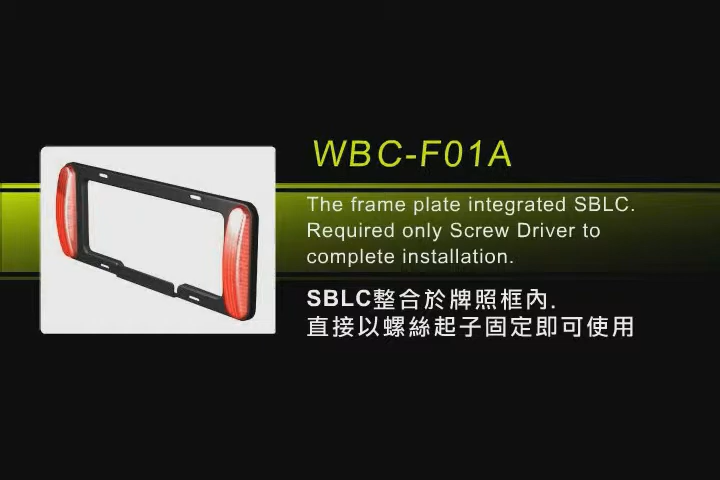 WBC-F01A
The frame plate integrated SBLC.
Required only Screw Driver to
complete installation.
SBLC整合於牌照框內.
直接以螺絲起子固定即可使用